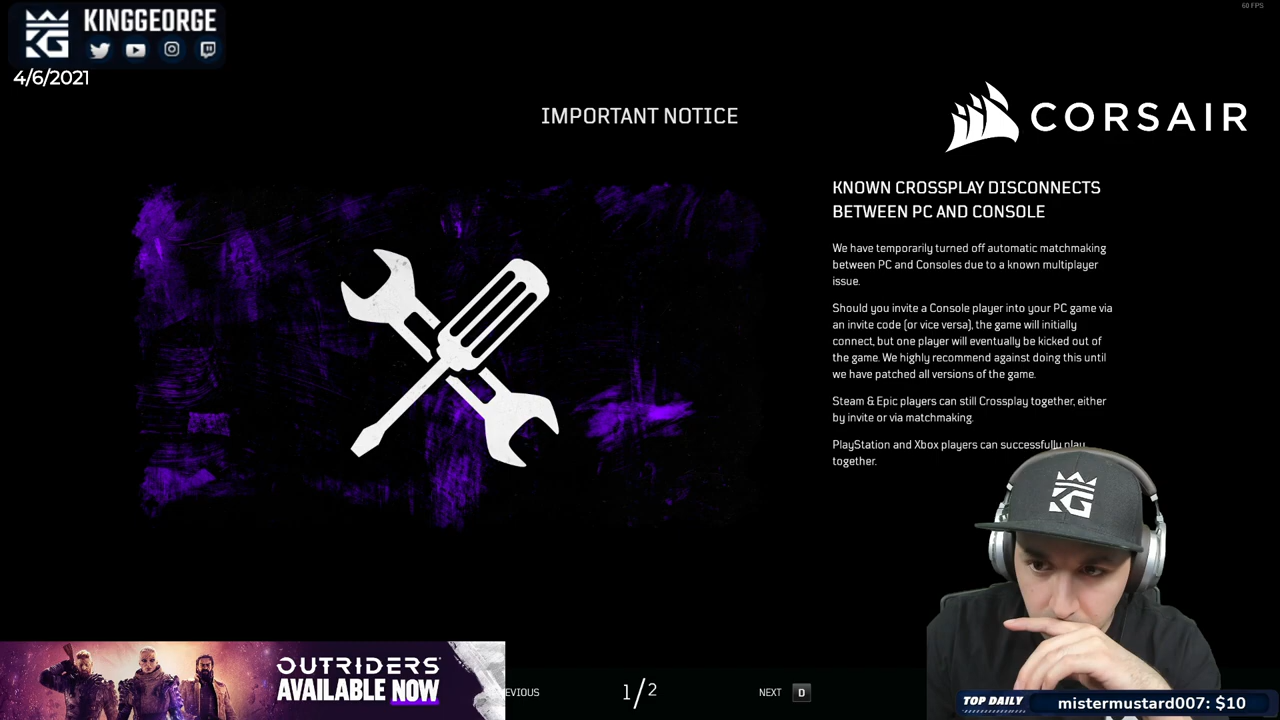 KINGGEORGE
4/6/2021
60 FPS
IMPORTANT NOTICE
CORSAIR
KNOWN CROSSPLAY DISCONNECTS
BETWEEN PC AND CONSOLE
We have temporarily turned off automatic matchmaking
between PC and Consoles due to a known multiplayer
issue.
Should you invite a Console player into your PC game via
an invite code (or vice versa), the game will initially
connect, but one player will eventually be kicked out of
the game. We highly recommend against doing this until
we have patched all versions of the game.
Steam & Epic players can still Crossplay together, either
by invite or via matchmaking.
PlayStation and Xbox players can successfully play
together.
KG
OUTRIDERS
AVAILABLE NOW
EVIOUS
1/2
NEXT D
TOP DAILY mistermustard007: $10